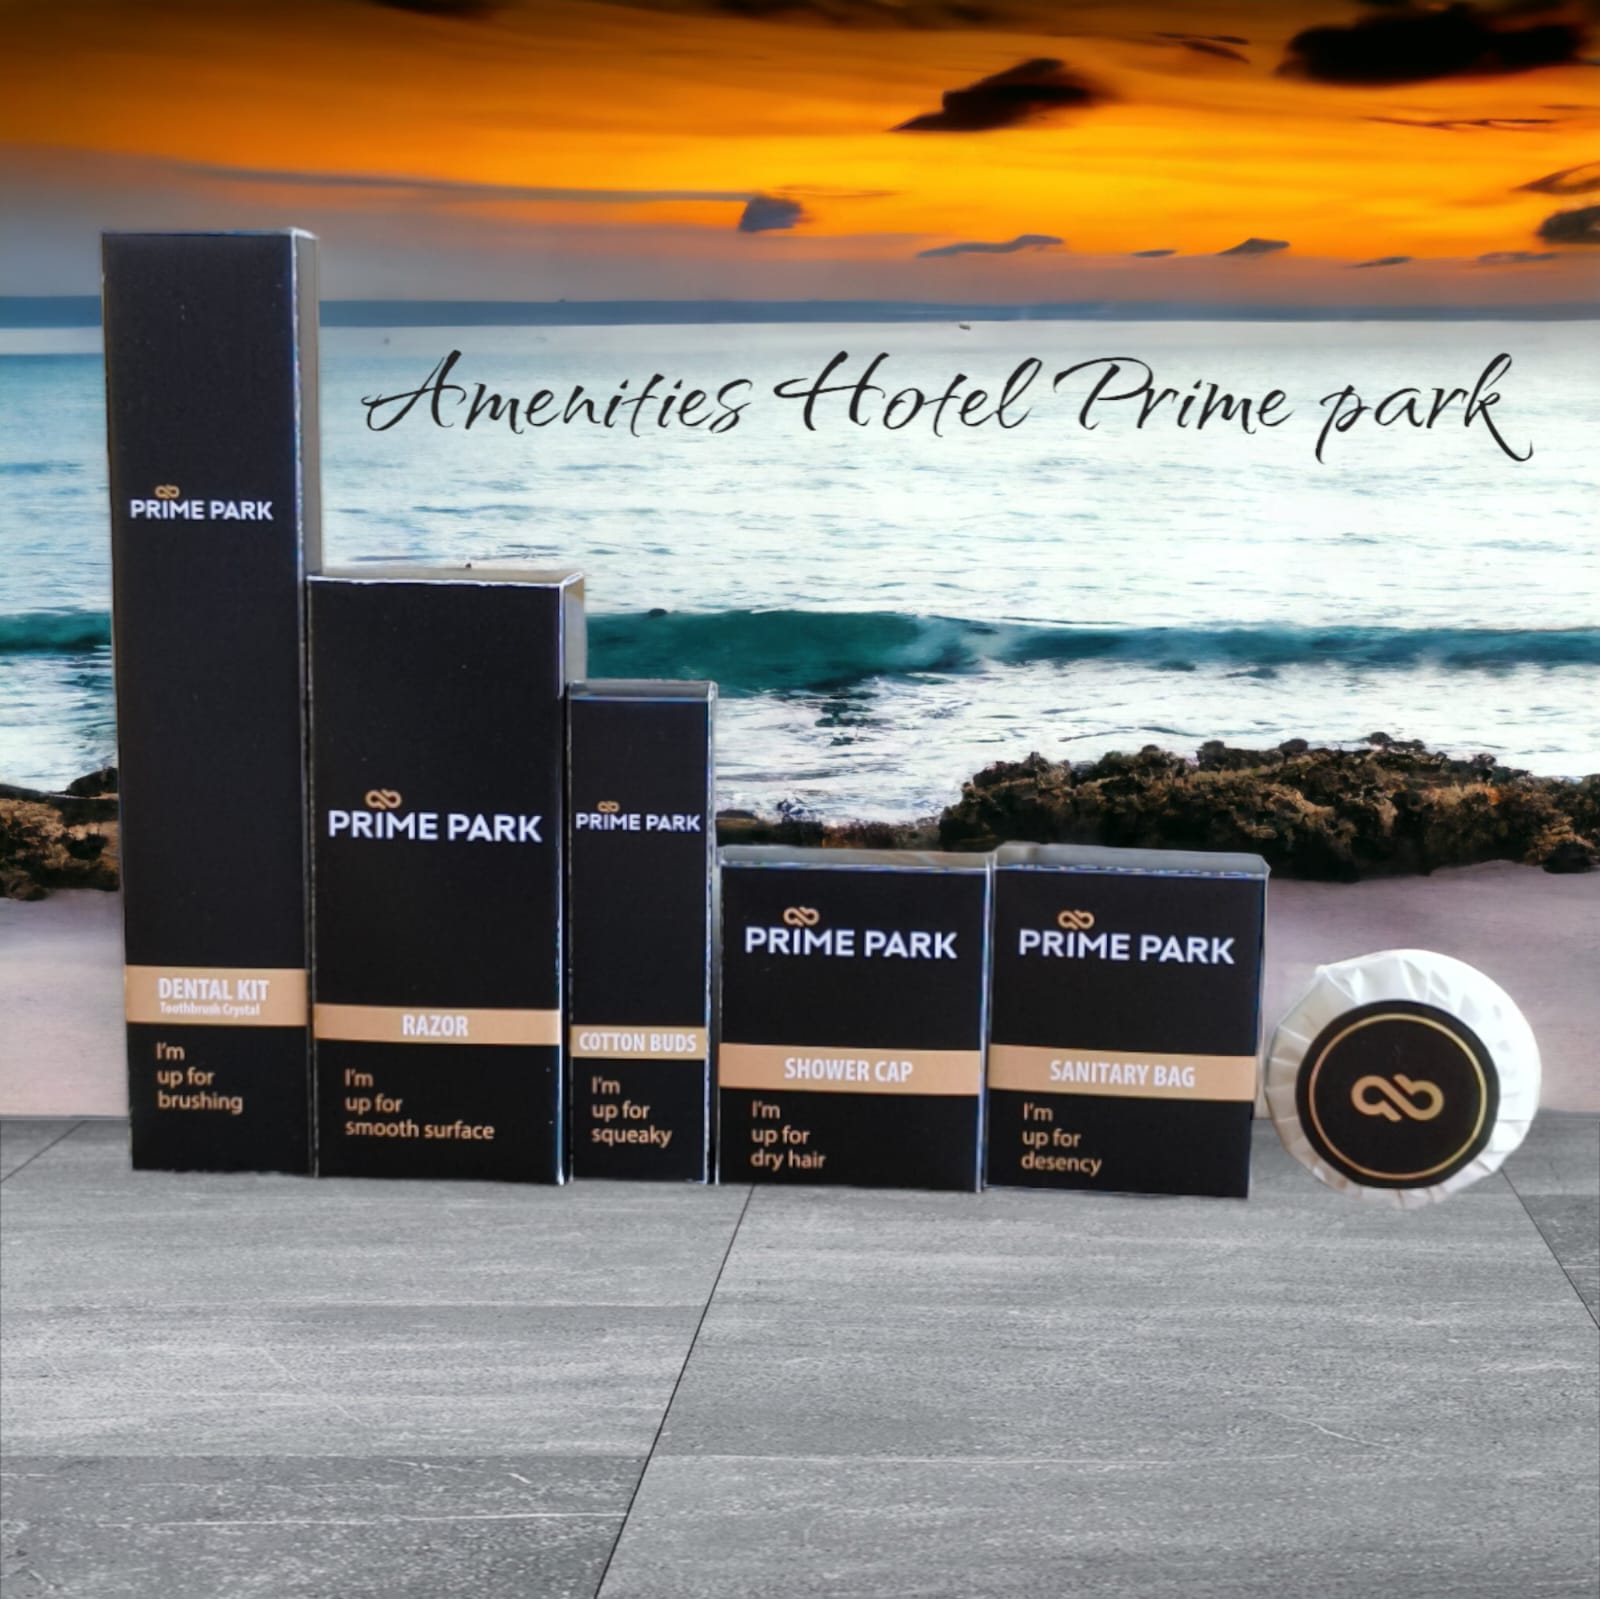 Amenities Hotel Prime park
PRIME PARK
DENTAL KIT
Toothbrush Crystal
I'm
up for
brushing
PRIME PARK
RAZOR
I'm
up for
smooth surface
PRIME PARK
COTTON BUDS
I'm
up for
squeaky
PRIME PARK
SHOWER CAP
I'm
up for
dry hair
PRIME PARK
SANITARY BAG
I'm
up for
desency